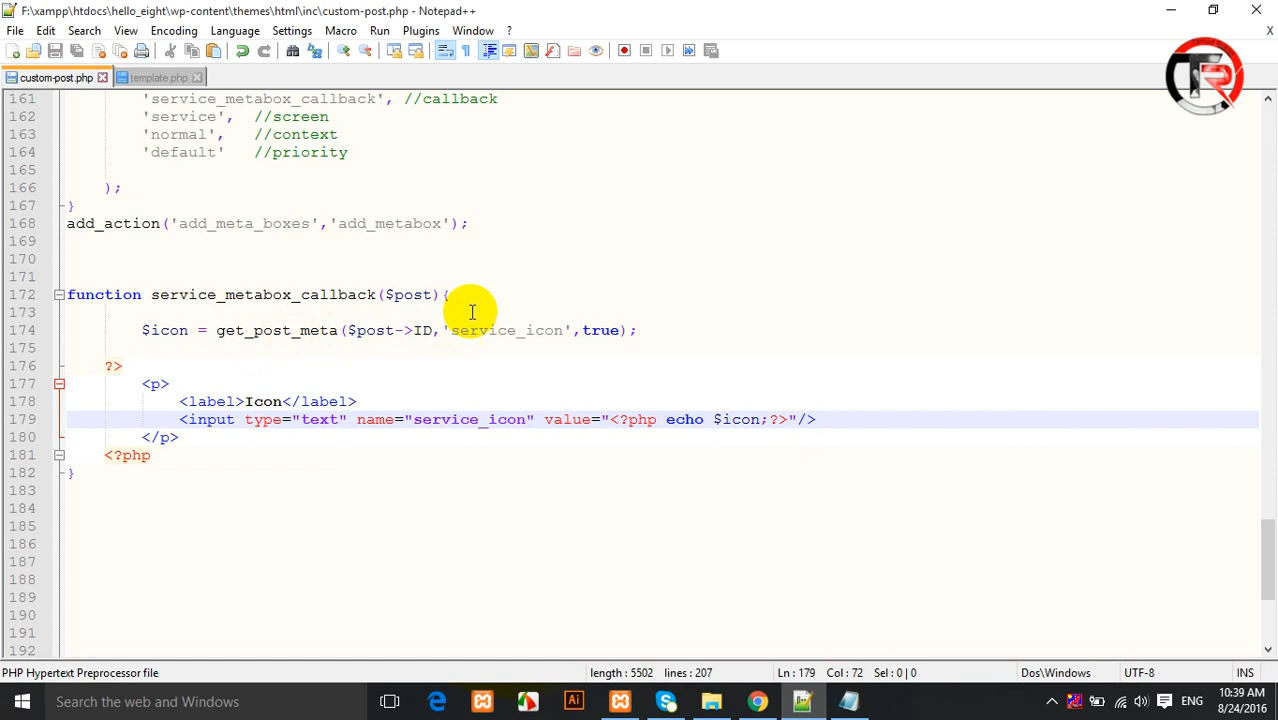 F:\xampp\htdocs\hello_eight\wp-content\themes\html\inc\custom-post.php - Notepad++
File Edit Search View Encoding Language Settings Macro Run Plugins Window ? X
custom-post.php template.php
TR
161 'service_metabox_callback', //callback
162 'service', //screen
163 'normal', //context
164 'default' //priority
165
166 );
167 }
168 add_action('add_meta_boxes','add_metabox');
169
170
171
172 function service_metabox_callback($post){
173
174 $icon = get_post_meta($post->ID,'service_icon',true);
175
176 ?>
177 <p>
178 <label>Icon</label>
179 <input type="text" name="service_icon" value="<?php echo $icon;?>"/>
180 </p>
181 <?php
182 }
183
184
185
186
187
188
189
190
191
192
PHP Hypertext Preprocessor file length : 5502 lines : 207 Ln : 179 Col : 72 Sel : 0 | 0 Dos\Windows UTF-8 INS
Search the web and Windows ENG 10:39 AM
8/24/2016